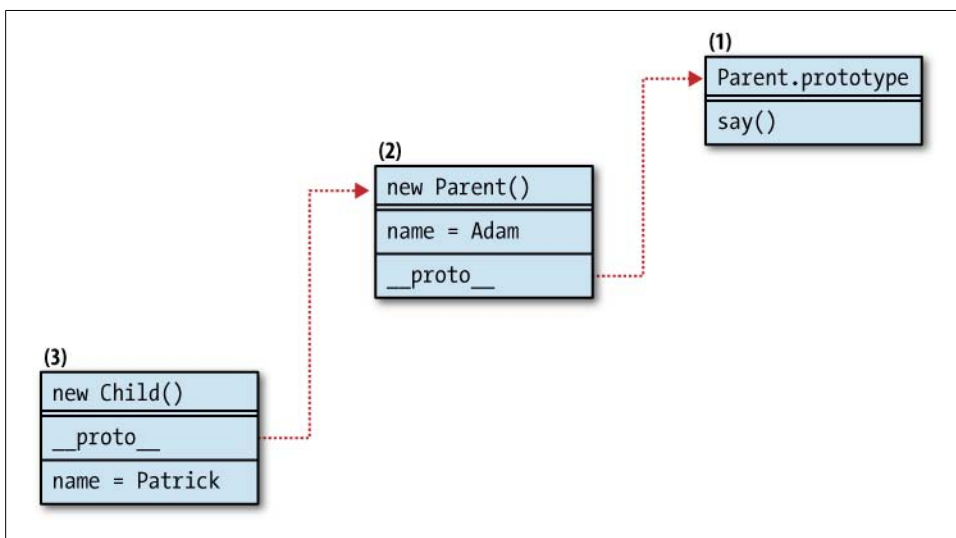 (1)
Parent.prototype
say()
(2)
new Parent()
name = Adam
__proto__
(3)
new Child()
__proto__
name = Patrick